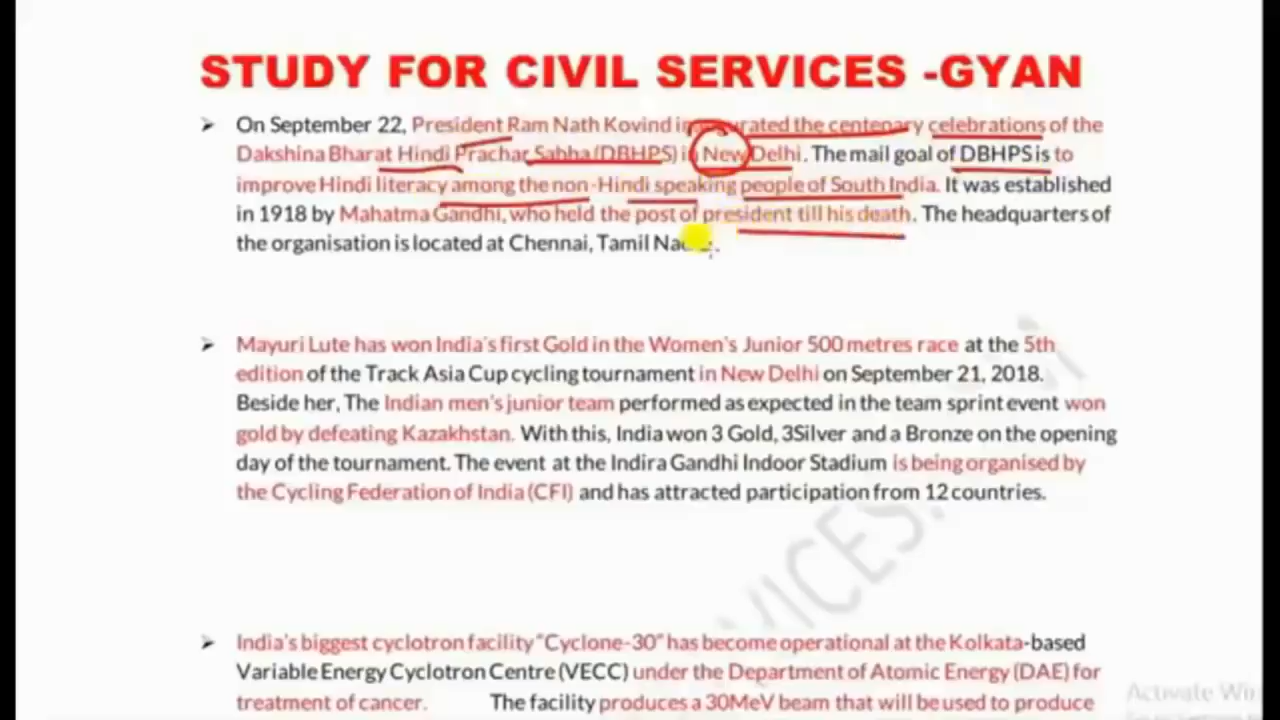 STUDY FOR CIVIL SERVICES -GYAN
➤ On September 22, President Ram Nath Kovind inaugurated the centenary celebrations of the
Dakshina Bharat Hindi Prachar Sabha (DBHPS) in New Delhi. The mail goal of DBHPS is to
improve Hindi literacy among the non-Hindi speaking people of South India. It was established
in 1918 by Mahatma Gandhi, who held the post of president till his death. The headquarters of
the organisation is located at Chennai, Tamil
➤ Mayuri Lute has won India's first Gold in the Women's Junior 500 metres race at the 5th
edition of the Track Asia Cup cycling tournament in New Delhi on September 21, 2018.
Beside her, The Indian men's junior team performed as expected in the team sprint event won
gold by defeating Kazakhstan. With this, India won 3 Gold, 3Silver and a Bronze on the opening
day of the tournament. The event at the Indira Gandhi Indoor Stadium is being organised by
the Cycling Federation of India (CFI) and has attracted participation from 12 countries.
➤ India's biggest cyclotron facility "Cyclone-30" has become operational at the Kolkata-based
Variable Energy Cyclotron Centre (VECC) under the Department of Atomic Energy (DAE) for
treatment of cancer. The facility produces a 30MeV beam that will be used to produce
Activate Win